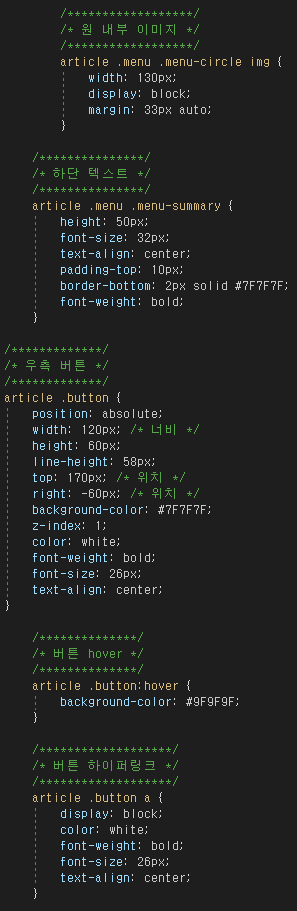 /******************/
/* 원 내부 이미지 */
/******************/
article .menu .menu-circle img {
width: 130px;
display: block;
margin: 33px auto;
}
/***************/
/* 하단 텍스트 */
/***************/
article .menu .menu-summary {
height: 50px;
font-size: 32px;
text-align: center;
padding-top: 10px;
border-bottom: 2px solid #7F7F7F;
font-weight: bold;
}
/*************/
/* 우측 버튼 */
/*************/
article .button {
position: absolute;
width: 120px; /* 너비 */
height: 60px;
line-height: 58px;
top: 170px; /* 위치 */
right: -60px; /* 위치 */
background-color: #7F7F7F;
z-index: 1;
color: white;
font-weight: bold;
font-size: 26px;
text-align: center;
}
/**************/
/* 버튼 hover */
/**************/
article .button:hover {
background-color: #9F9F9F;
}
/*******************/
/* 버튼 하이퍼링크 */
/*******************/
article .button a {
display: block;
color: white;
font-weight: bold;
font-size: 26px;
text-align: center;
}